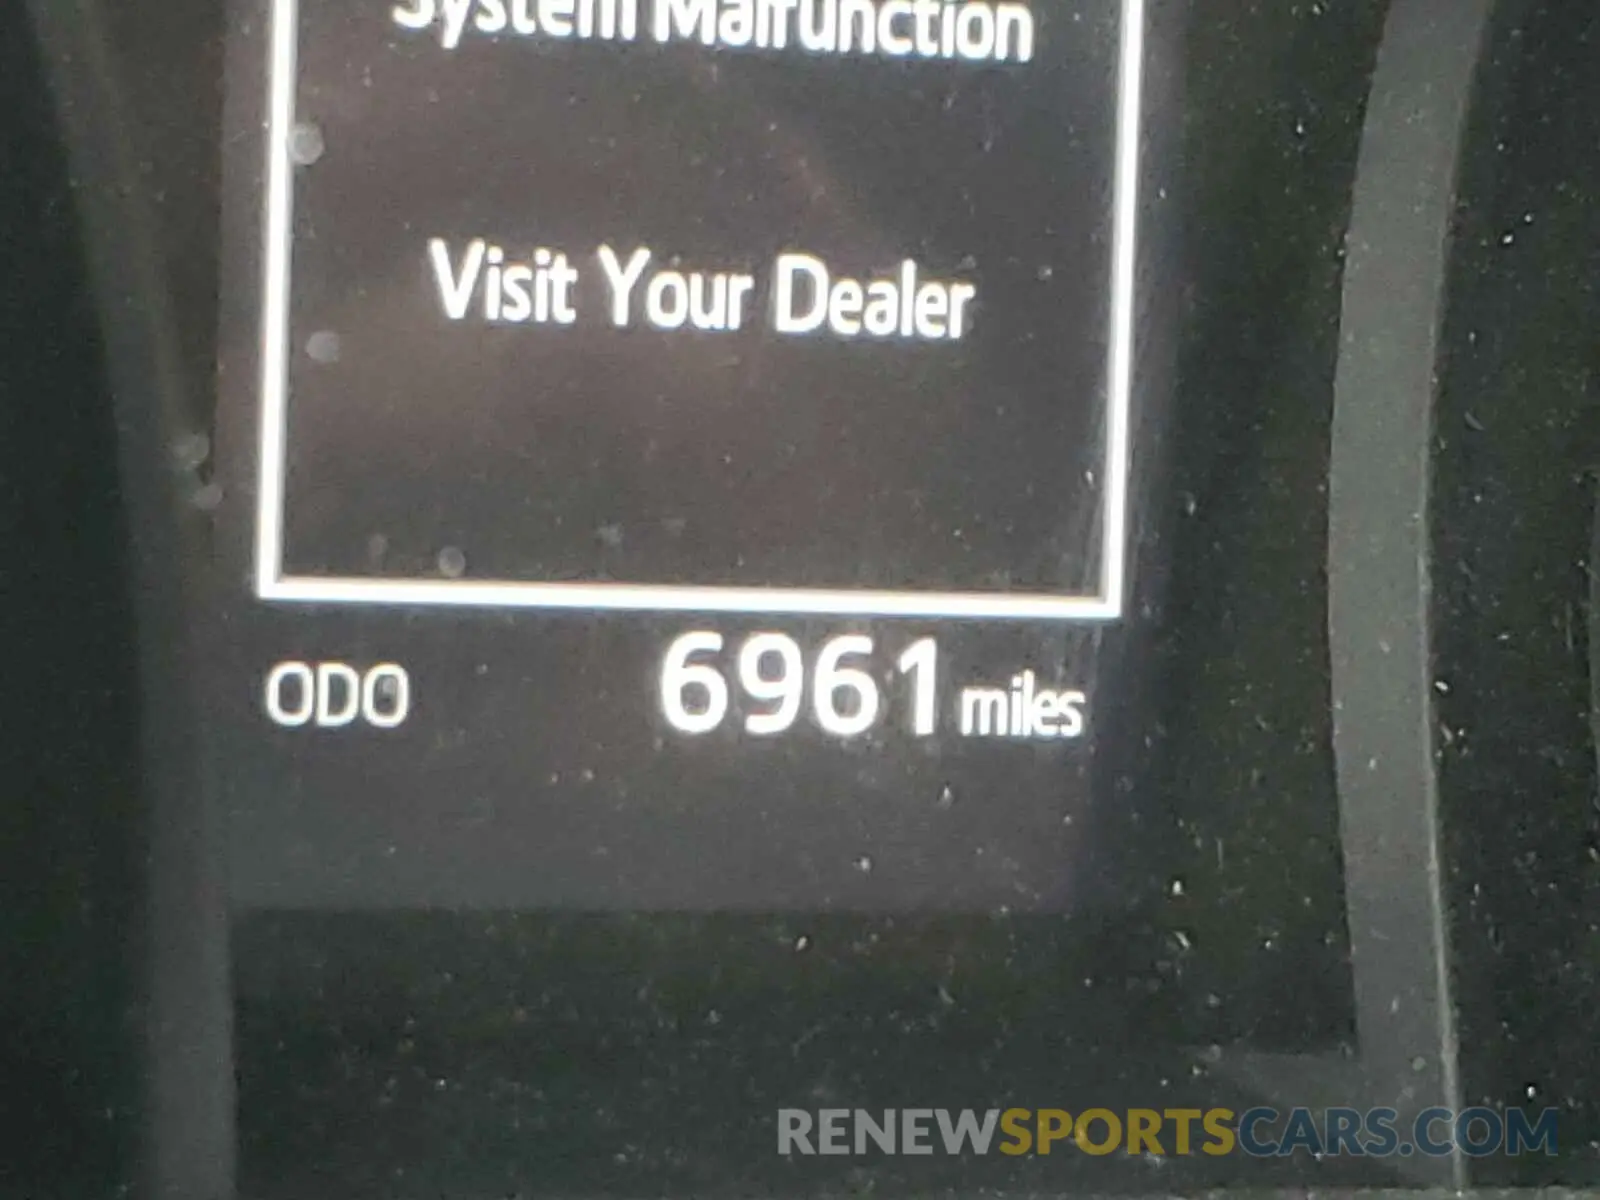 System Malfunction
Visit Your Dealer
ODO 6961 miles
RENEWSPORTSCARS.COM